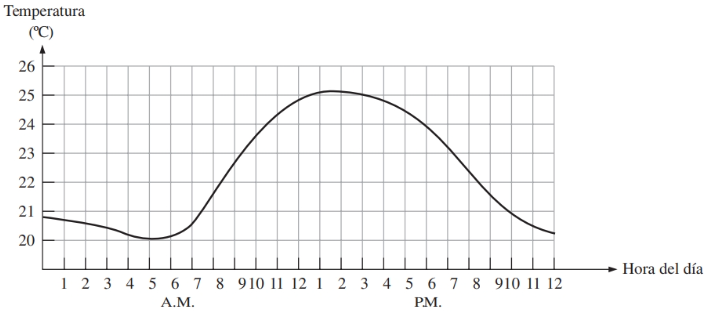 Temperatura
(ºC)
26
25
24
23
22
21
20
1 2 3 4 5 6 7 8 9 10 11 12 1 2 3 4 5 6 7 8 9 10 11 12
Hora del día
A.M. P.M.